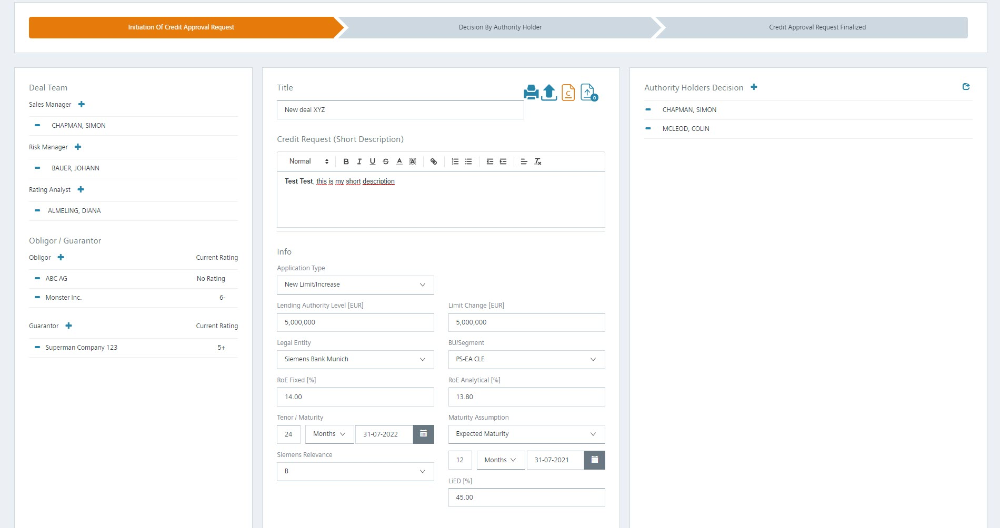 Initiation Of Credit Approval Request
Decision By Authority Holder
Credit Approval Request Finalized
Deal Team
Sales Manager
CHAPMAN, SIMON
Risk Manager
BAUER, JOHANN
Rating Analyst
ALMELING, DIANA
Obligor / Guarantor
Obligor Current Rating
ABC AG No Rating
Monster Inc. 6-
Guarantor Current Rating
Superman Company 123 5+
Title
C
0
New deal XYZ
Credit Request (Short Description)
Normal B I U S A A
Test Test, this is my short description
Info
Application Type
New Limit/Increase
Lending Authority Level [EUR] Limit Change [EUR]
5,000,000 5,000,000
Legal Entity BU/Segment
Siemens Bank Munich PS-EA CLE
RoE Fixed [%] RoE Analytical [%]
14.00 13.80
Tenor / Maturity Maturity Assumption
24 Months 31-07-2022 Expected Maturity
Siemens Relevance
12 Months 31-07-2021
B
LiED [%]
45.00
Authority Holders Decision
CHAPMAN, SIMON
MCLEOD, COLIN